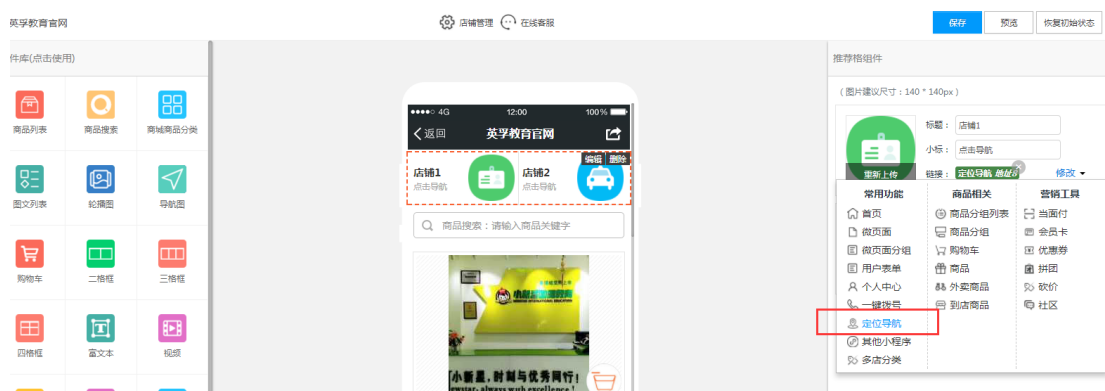 英孚教育官网
店铺管理
在线客服
保存
预览
恢复初始状态
件库(点击使用)
商品列表
商品搜索
商城商品分类
图文列表
轮播图
导航图
购物车
二格框
三格框
四格框
富文本
视频
4G
12:00
100%
返回
英孚教育官网
编辑
删除
店铺1
点击导航
店铺2
点击导航
商品搜索：请输入商品关键字
「小新星,时刻与优秀同行!
推荐格组件
(图片建议尺寸：140 * 140px )
重新上传
标题：
店铺1
小标：
点击导航
链接：
定位导航
修改
常用功能
首页
微页面
微页面分组
用户表单
个人中心
一键拨号
定位导航
其他小程序
多店分类
商品相关
商品分组列表
商品分组
购物车
商品
外卖商品
到店商品
营销工具
当面付
会员卡
优惠券
拼团
砍价
社区